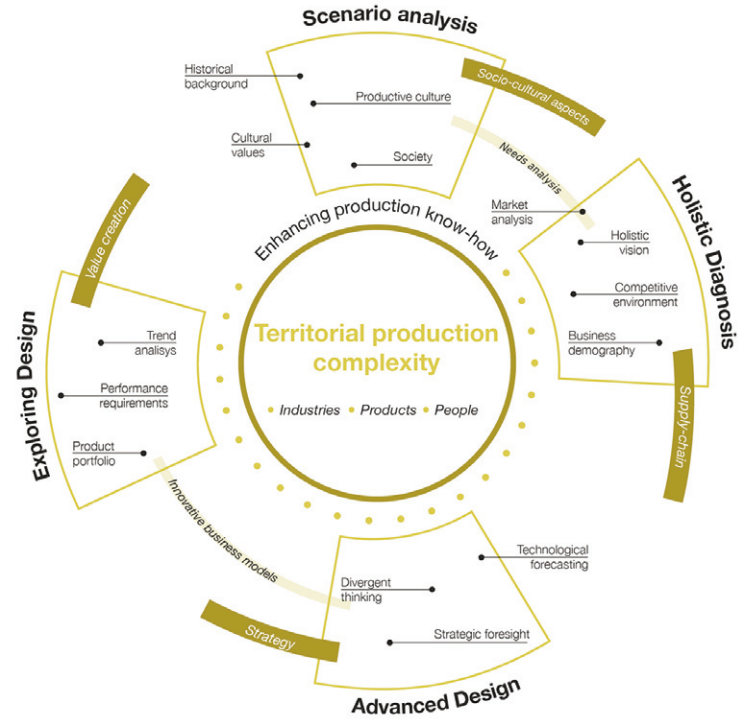 Scenario analysis
Historical
background
Productive culture
Cultural
values
Society
Socio-cultural aspects
Needs analysis
Holistic Diagnosis
Market
analysis
Holistic
vision
Competitive
environment
Business
demography
Supply-chain
Enhancing production know-how
Territorial production
complexity
• Industries • Products • People
Value creation
Exploring Design
Trend
analisys
Performance
requirements
Product
portfolio
Innovative business models
Strategy
Technological
forecasting
Divergent
thinking
Strategic foresight
Advanced Design